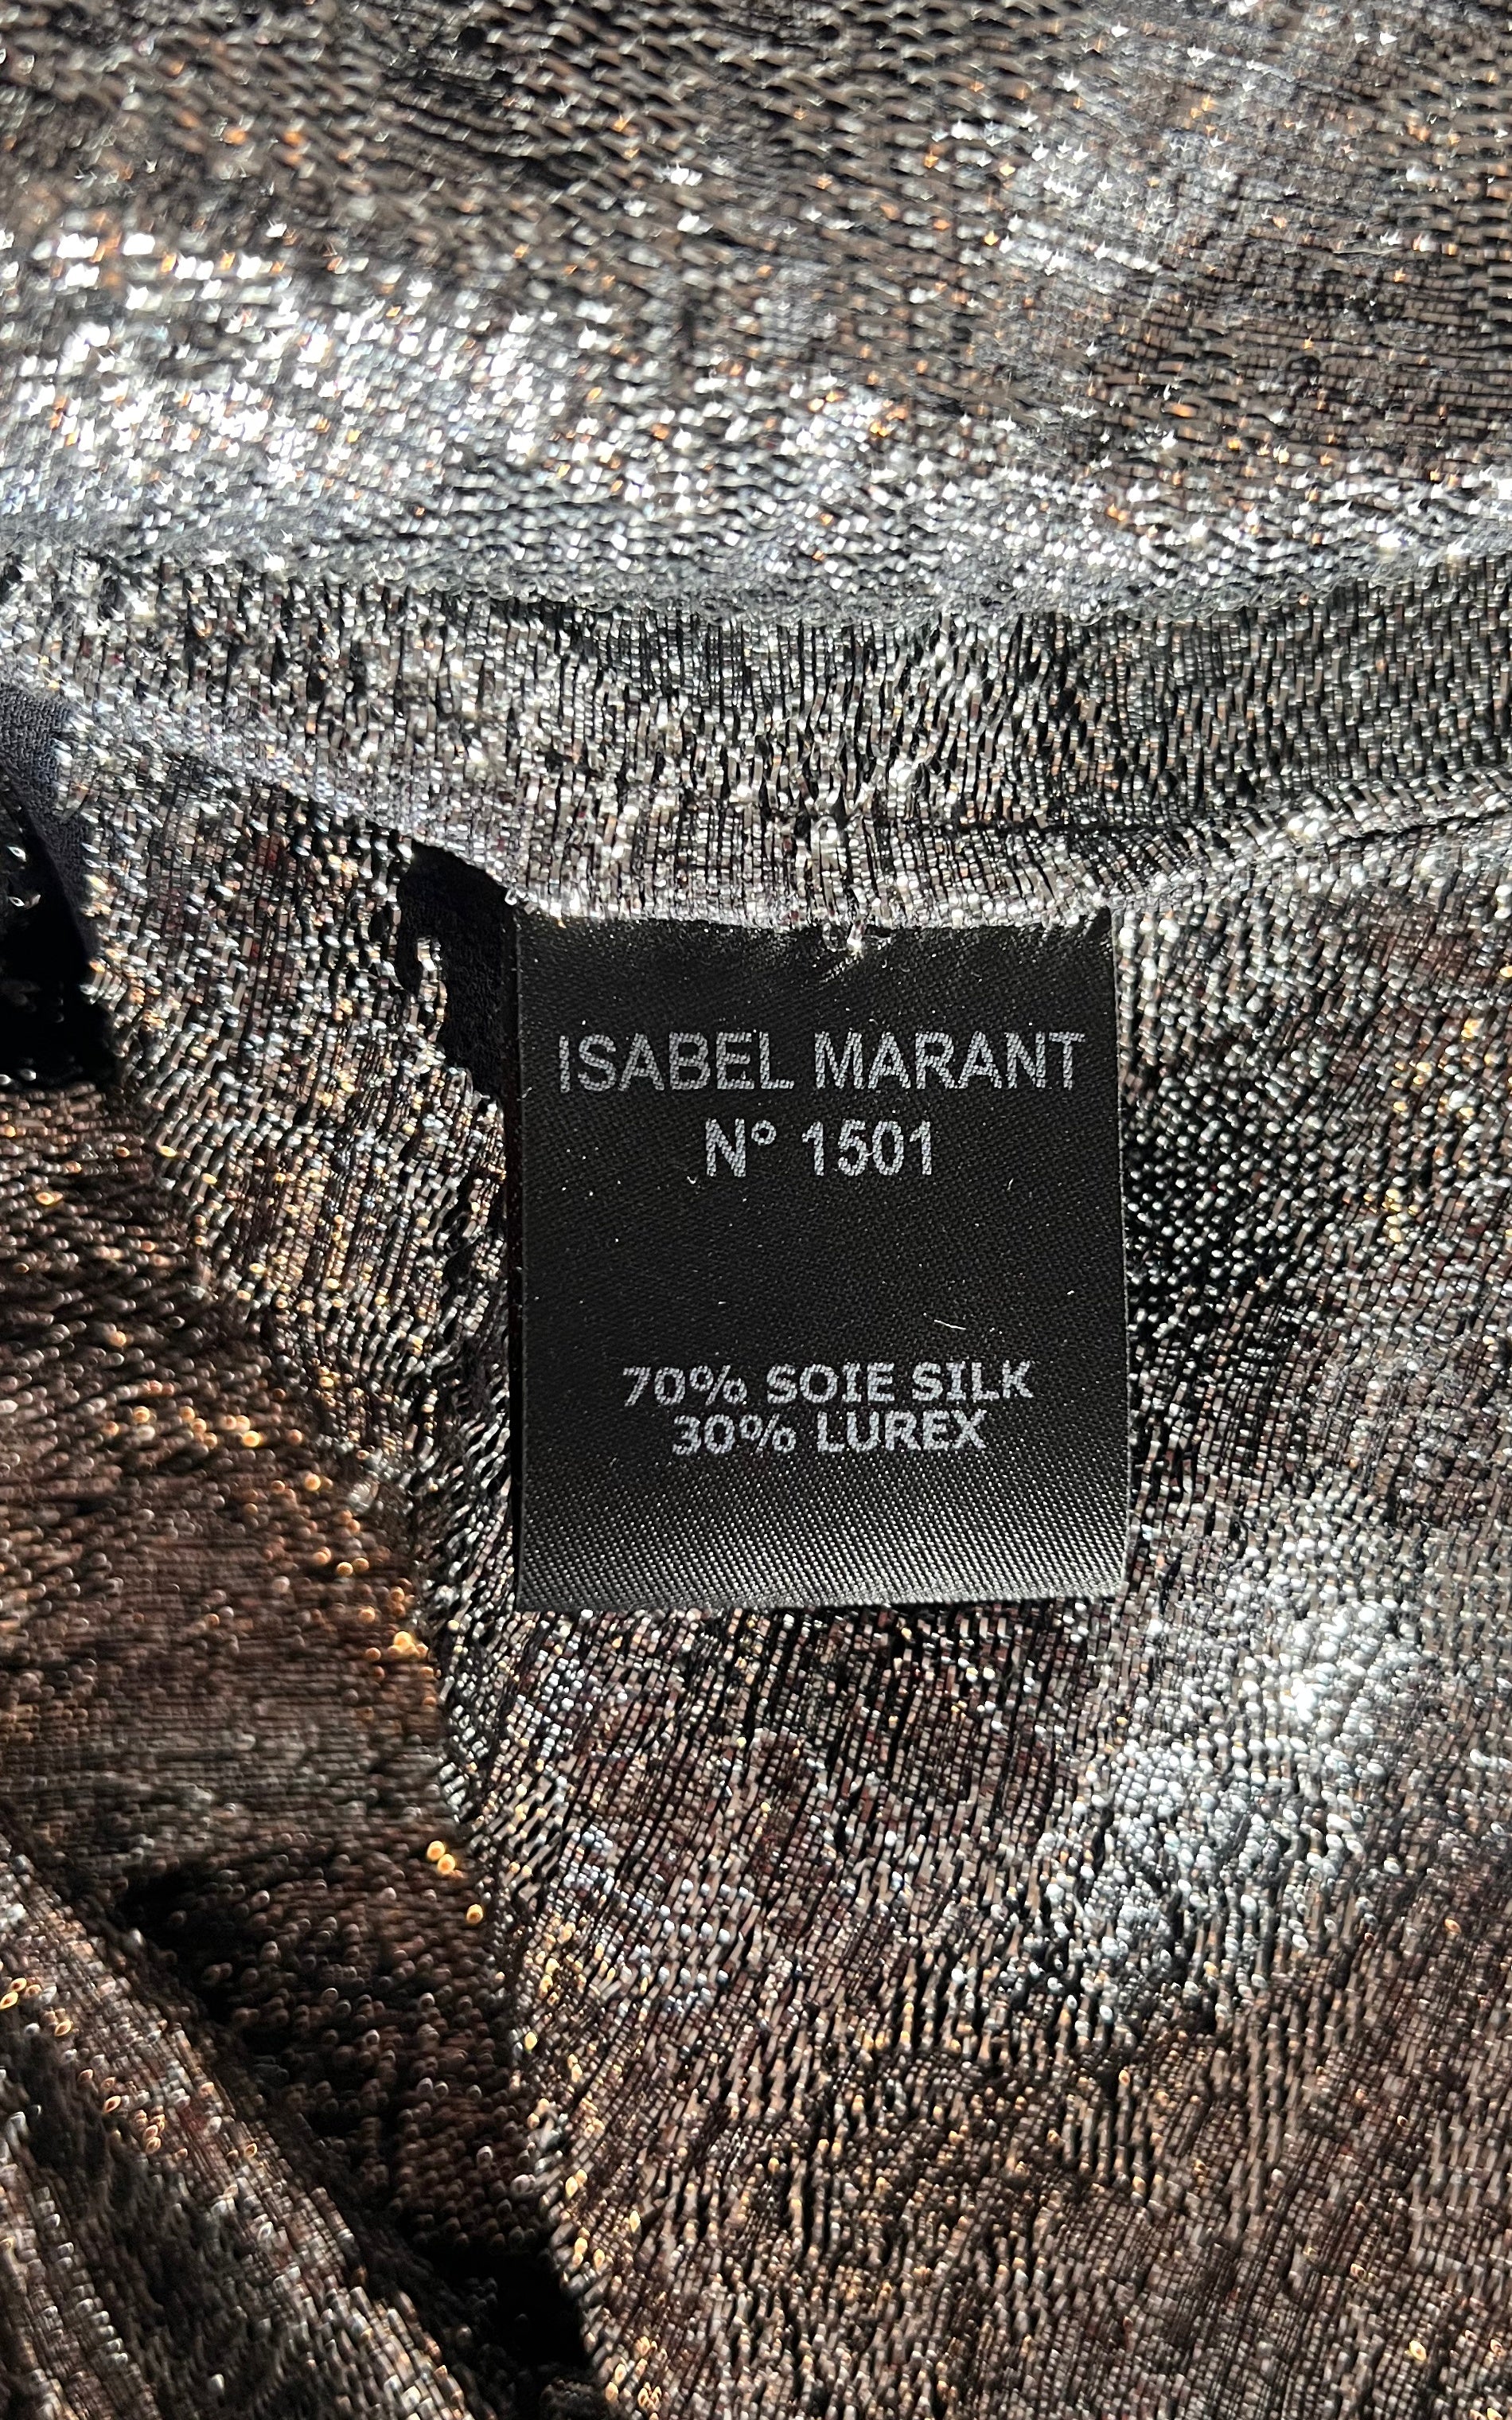 ISABEL MARANT
N° 1501
70% SOIE SILK
30% LUREX